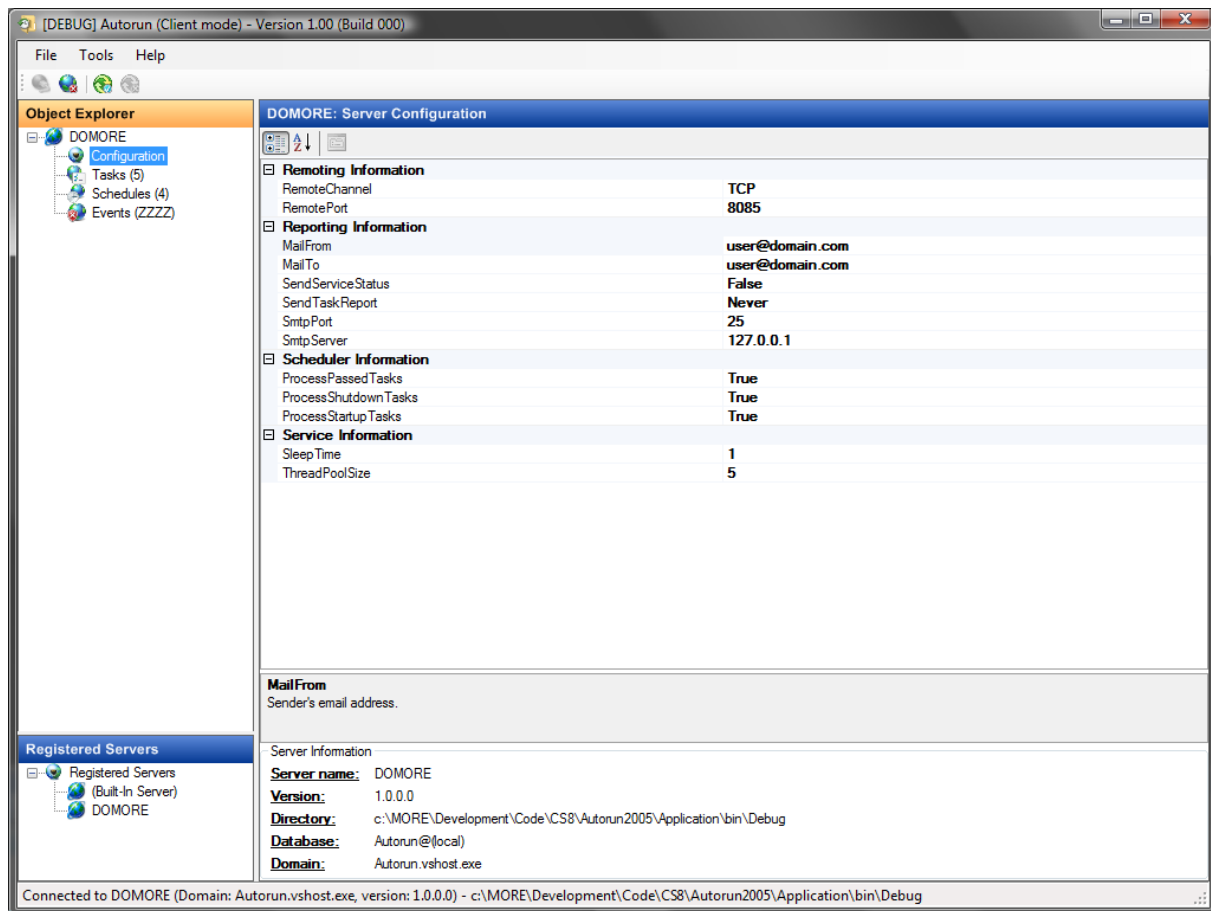 [DEBUG] Autorun (Client mode) - Version 1.00 (Build 000)
File Tools Help
Object Explorer
DOMORE
Configuration
Tasks (5)
Schedules (4)
Events (ZZZZ)
DOMORE: Server Configuration
Remoting Information
RemoteChannel TCP
RemotePort 8085
Reporting Information
MailFrom user@domain.com
MailTo user@domain.com
SendServiceStatus False
SendTaskReport Never
SmtpPort 25
SmtpServer 127.0.0.1
Scheduler Information
ProcessPassedTasks True
ProcessShutdownTasks True
ProcessStartupTasks True
Service Information
SleepTime 1
ThreadPoolSize 5
MailFrom
Sender's email address.
Registered Servers
Registered Servers
(Built-In Server)
DOMORE
Server Information
Server name: DOMORE
Version: 1.0.0.0
Directory: c:\MORE\Development\Code\CS8\Autorun2005\Application\bin\Debug
Database: Autorun@(local)
Domain: Autorun.vshost.exe
Connected to DOMORE (Domain: Autorun.vshost.exe, version: 1.0.0.0) - c:\MORE\Development\Code\CS8\Autorun2005\Application\bin\Debug